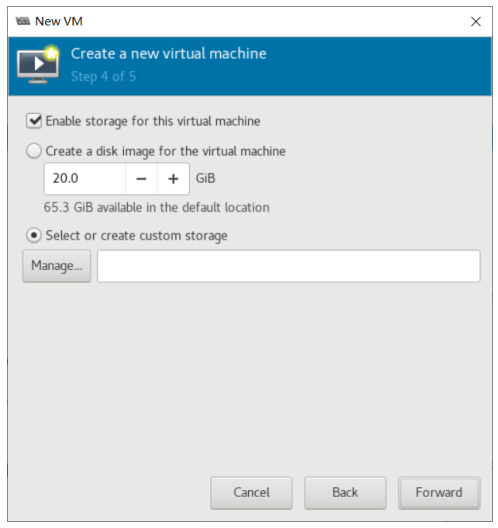 New VM
Create a new virtual machine
Step 4 of 5
Enable storage for this virtual machine
Create a disk image for the virtual machine
20.0 − + GiB
65.3 GiB available in the default location
Select or create custom storage
Manage...
Cancel Back Forward